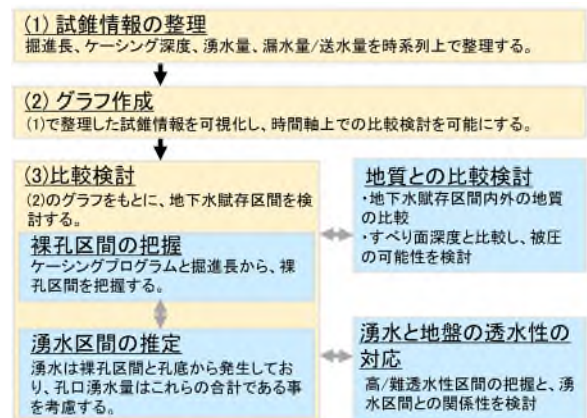 (1) 試錐情報の整理
掘進長、ケーシング深度、湧水量、漏水量/送水量を時系列上で整理する。
(2) グラフ作成
(1)で整理した試錐情報を可視化し、時間軸上での比較検討を可能にする。
(3)比較検討
(2)のグラフをもとに、地下水賦存区間を検
討する。
裸孔区間の把握
ケーシングプログラムと掘進長から、裸
孔区間を把握する。
湧水区間の推定
湧水は裸孔区間と孔底から発生してお
り、孔口湧水量はこれらの合計である事
を考慮する。
地質との比較検討
・地下水賦存区間内外の地質
の比較
・すべり面深度と比較し、被圧
の可能性を検討
湧水と地盤の透水性の
対応
高/難透水性区間の把握と、湧
水区間との関係性を検討